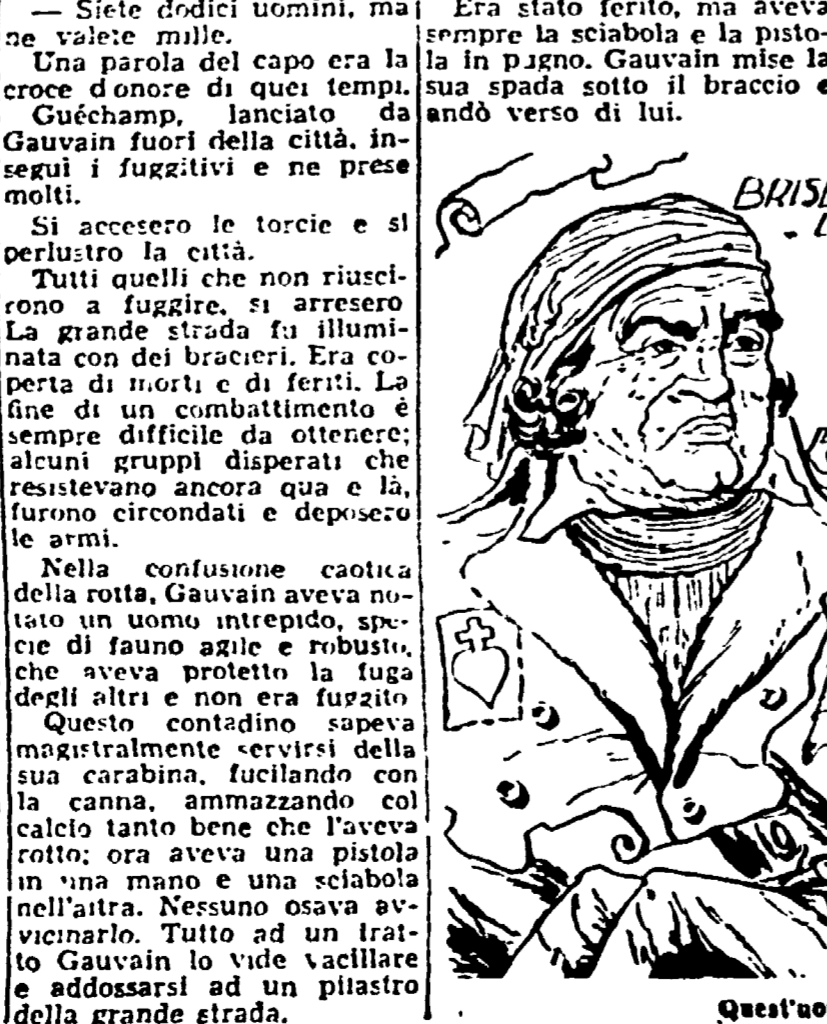 — Siete dodici uomini, ma
ne valete mille.
Una parola del capo era la
croce d'onore di quei tempi.
Guéchamp, lanciato da
Gauvain fuori della città, in-
seguì i fuggitivi e ne prese
molti.
Si accesero le torcie e si
perlustro la città.
Tutti quelli che non riusci-
rono a fuggire, si arresero
La grande strada fu illumi-
nata con dei bracieri. Era co-
perta di morti e di feriti. La
fine di un combattimento è
sempre difficile da ottenere;
alcuni gruppi disperati che
resistevano ancora qua e là,
furono circondati e deposero
le armi.
Nella confusione caotica
della rotta, Gauvain aveva no-
tato un uomo intrepido, spe-
cie di fauno agile e robusto,
che aveva protetto la fuga
degli altri e non era fuggito
Questo contadino sapeva
magistralmente servirsi della
sua carabina, fucilando con
la canna, ammazzando col
calcio tanto bene che l'aveva
rotto; ora aveva una pistola
in una mano e una sciabola
nell'altra. Nessuno osava av-
vicinarlo. Tutto ad un trat-
to Gauvain lo vide vacillare
e addossarsi ad un pilastro
della grande strada.
Era stato ferito, ma aveva
sempre la sciabola e la pisto-
la in pugno. Gauvain mise la
sua spada sotto il braccio e
andò verso di lui.
BRISE
Quest'uo